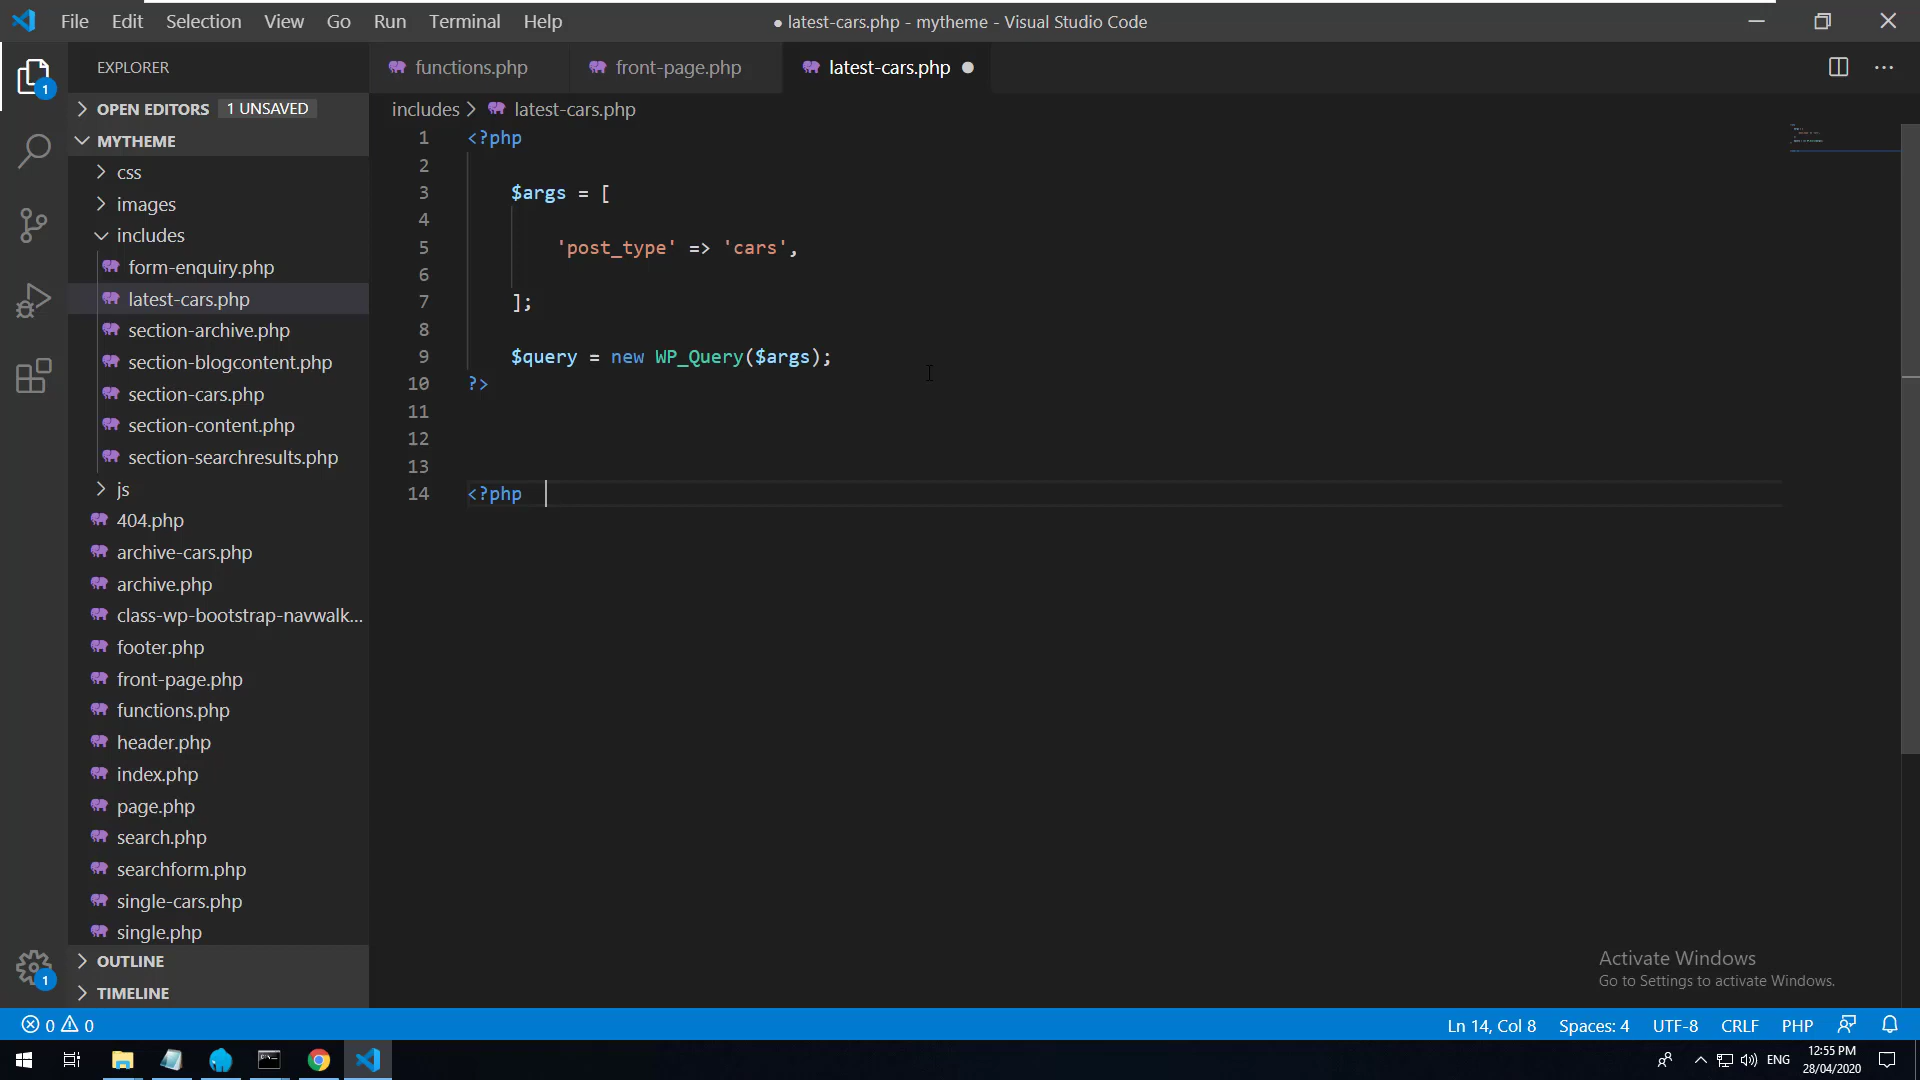 File Edit Selection View Go Run Terminal Help
● latest-cars.php - mytheme - Visual Studio Code
EXPLORER
functions.php
front-page.php
latest-cars.php
OPEN EDITORS 1 UNSAVED
includes > latest-cars.php
MYTHEME
css
images
includes
form-enquiry.php
latest-cars.php
section-archive.php
section-blogcontent.php
section-cars.php
section-content.php
section-searchresults.php
js
404.php
archive-cars.php
archive.php
class-wp-bootstrap-navwalk...
footer.php
front-page.php
functions.php
header.php
index.php
page.php
search.php
searchform.php
single-cars.php
single.php
OUTLINE
TIMELINE
1
1
1 <?php
2
3 $args = [
4
5 'post_type' => 'cars',
6
7 ];
8
9 $query = new WP_Query($args);
10 ?>
11
12
13
14 <?php
Activate Windows
Go to Settings to activate Windows.
0 0
Ln 14, Col 8 Spaces: 4 UTF-8 CRLF PHP
ENG
12:55 PM
28/04/2020